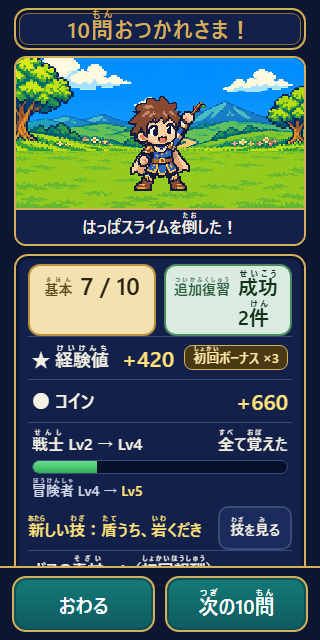 10問おつかれさま！
はっぱスライムを倒した！
基本 7 / 10
追加復習 成功 2件
★ 経験値 +420 初回ボーナス ×3
コイン +660
戦士 Lv2 → Lv4 全て覚えた
冒険者 Lv4 → Lv5
新しい技：盾うち、岩くだき
技を見る
おわる
次の10問